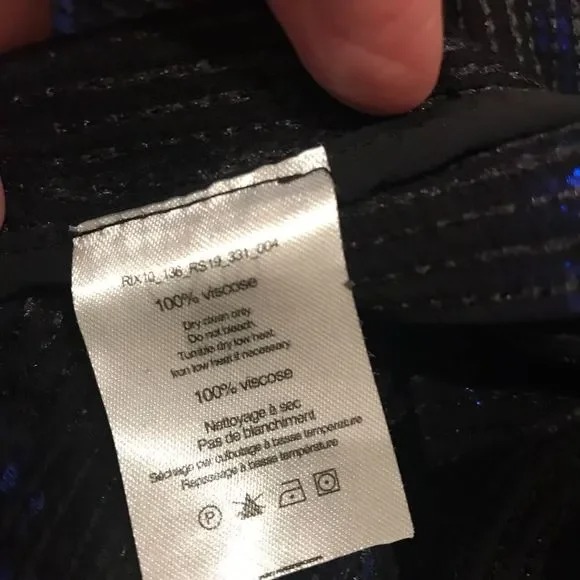 RIX10_136_RS19_331_004
100% viscose
Dry clean only.
Do not bleach.
Tumble dry low heat.
Iron low heat if necessary.
100% viscose
Nettoyage à sec
Pas de blanchiment
Séchage par culbutage à basse température
Repassage à basse température
P